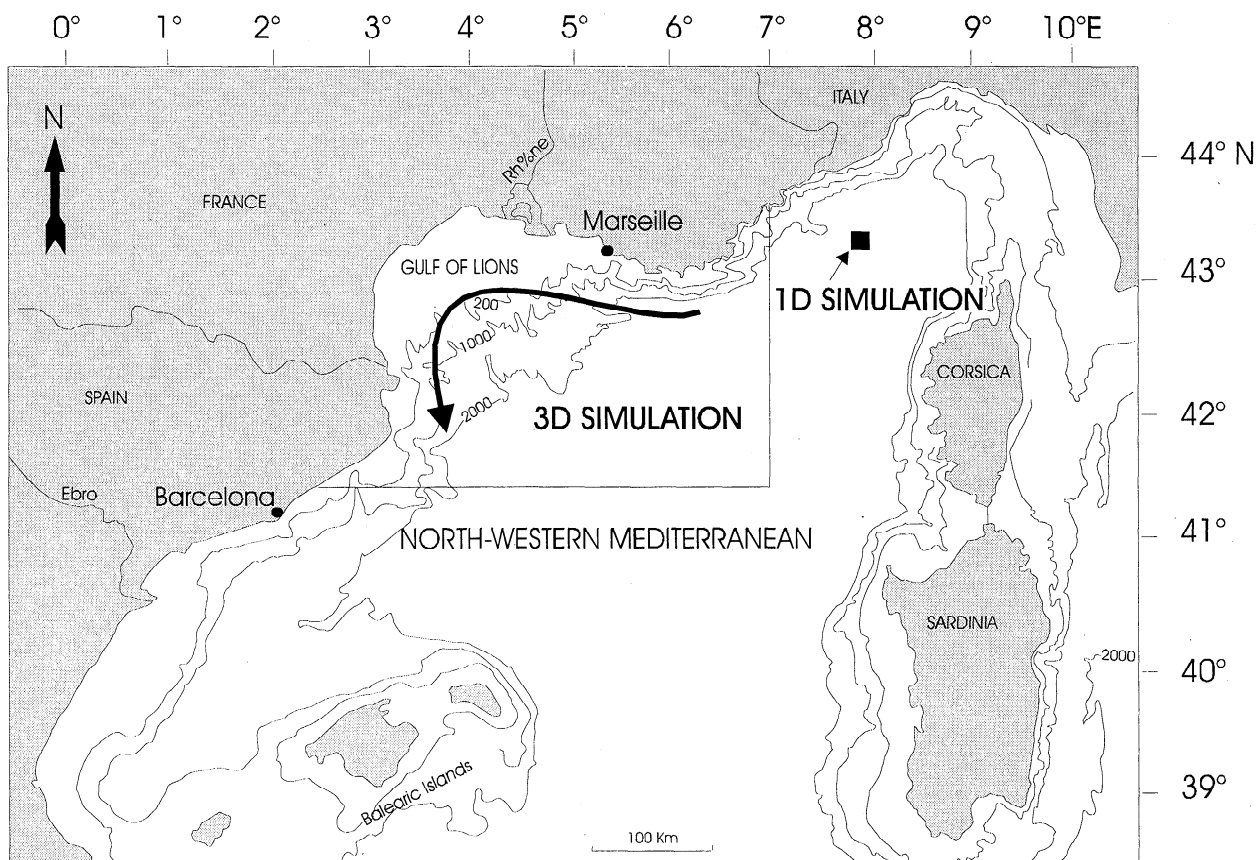 0° 1° 2° 3° 4° 5° 6° 7° 8° 9° 10°E
ITALY
N
44° N
Rh%ne
FRANCE
Marseille
GULF OF LIONS
43°
1D SIMULATION
200
1000
CORSICA
SPAIN
2000
3D SIMULATION
42°
Ebro
Barcelona
NORTH-WESTERN MEDITERRANEAN
41°
SARDINIA
2000
40°
Balearic Islands
39°
100 Km